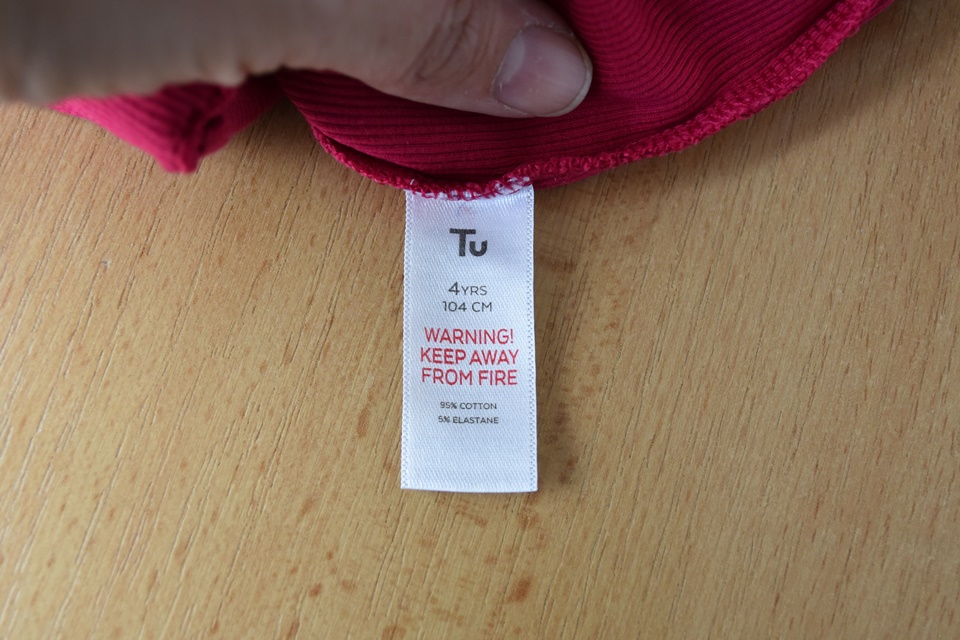 Tu
4YRS
104 CM
WARNING!
KEEP AWAY
FROM FIRE
95% COTTON
5% ELASTANE